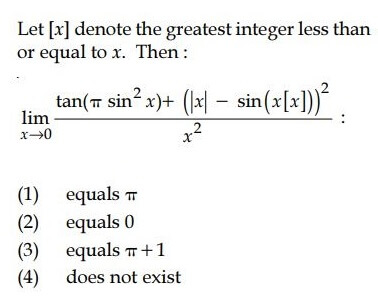 Let [x] denote the greatest integer less than
or equal to x. Then :
lim x→0 (tan(π sin² x)+ (|x| − sin(x[x]))²) / x² :
(1) equals π
(2) equals 0
(3) equals π+1
(4) does not exist